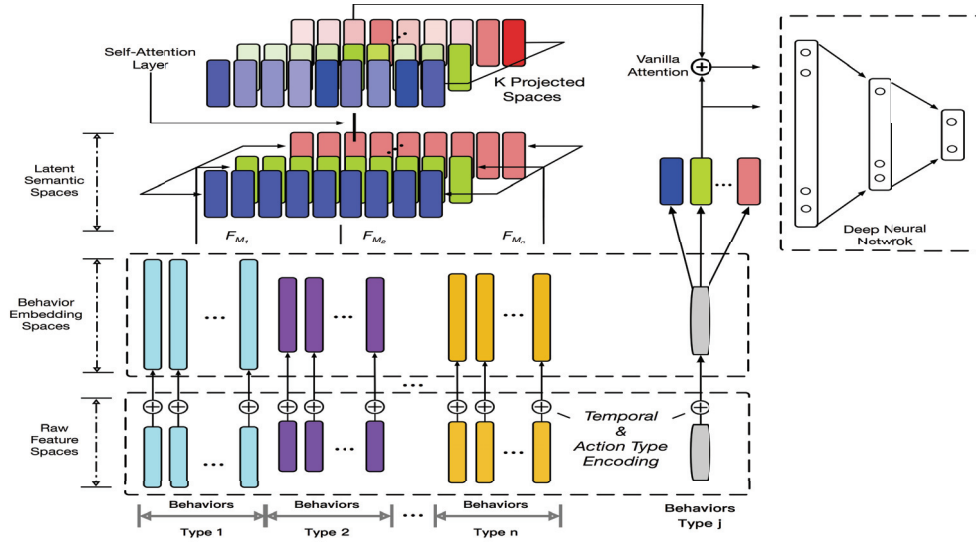 Self-Attention
Layer
K Projected
Spaces
Vanilla
Attention
Latent
Semantic
Spaces
Deep Neural
Netwrok
Behavior
Embedding
Spaces
...
...
...
...
...
...
Raw
Feature
Spaces
Temporal
&
Action Type
Encoding
...
...
...
Behaviors
Type 1
Behaviors
Type 2
...
Behaviors
Type n
Behaviors
Type j